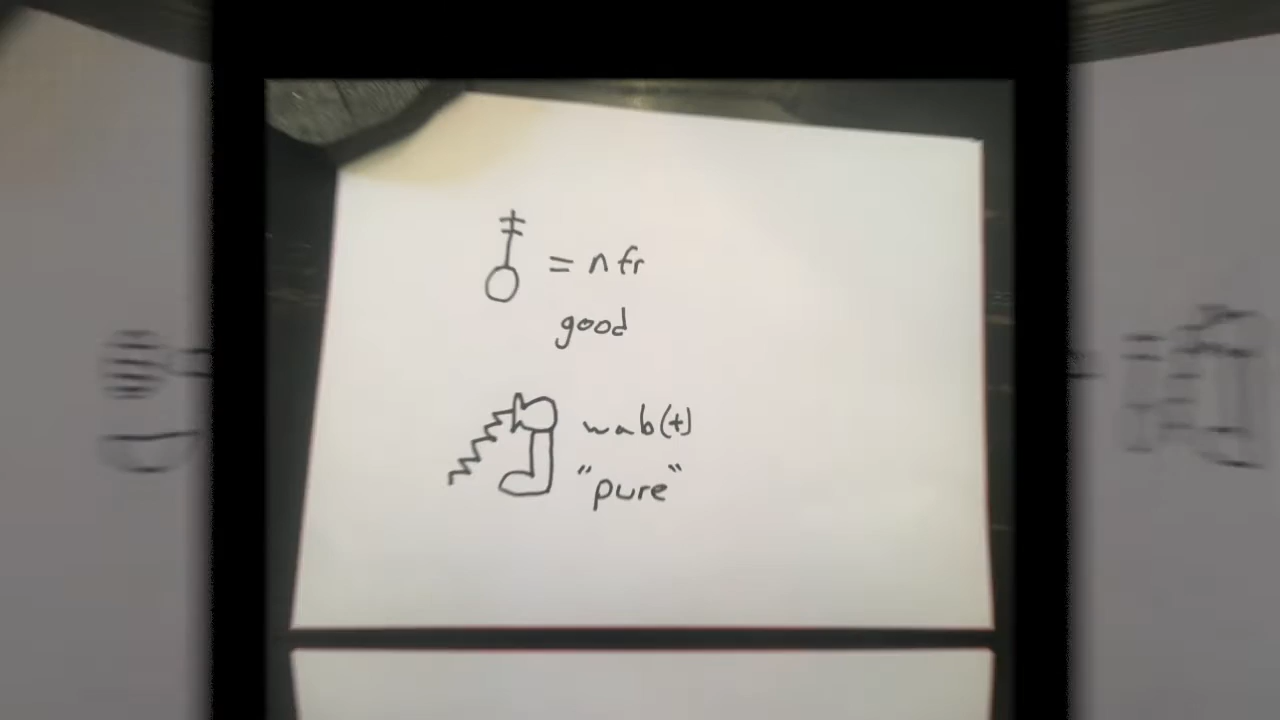 𓄤 = nfr
good
𓃂 wab(t)
"pure"